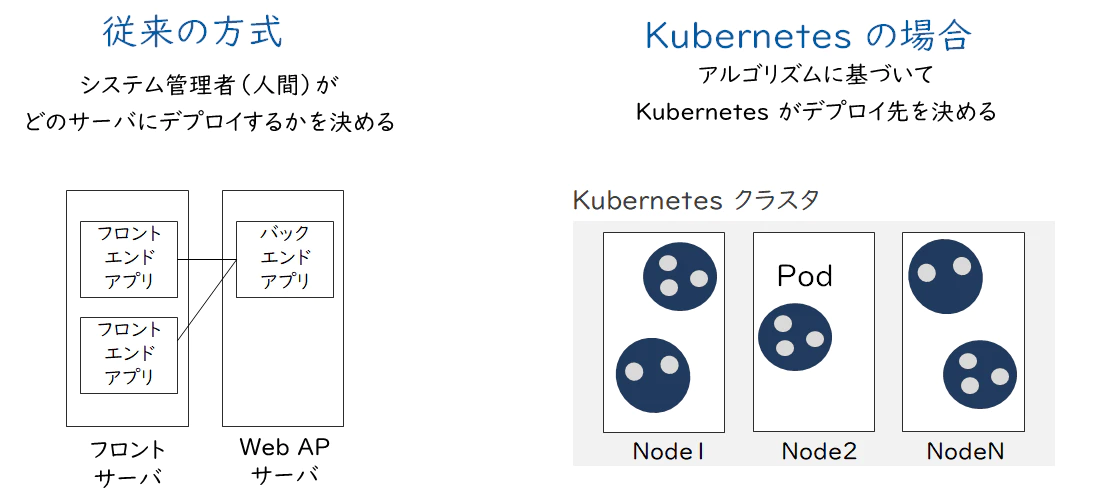 従来の方式
システム管理者(人間)が
どのサーバにデプロイするかを決める
フロント
エンド
アプリ
フロント
エンド
アプリ
バック
エンド
アプリ
フロント
サーバ
Web AP
サーバ
Kubernetes の場合
アルゴリズムに基づいて
Kubernetes がデプロイ先を決める
Kubernetes クラスタ
Pod
Node1
Node2
NodeN